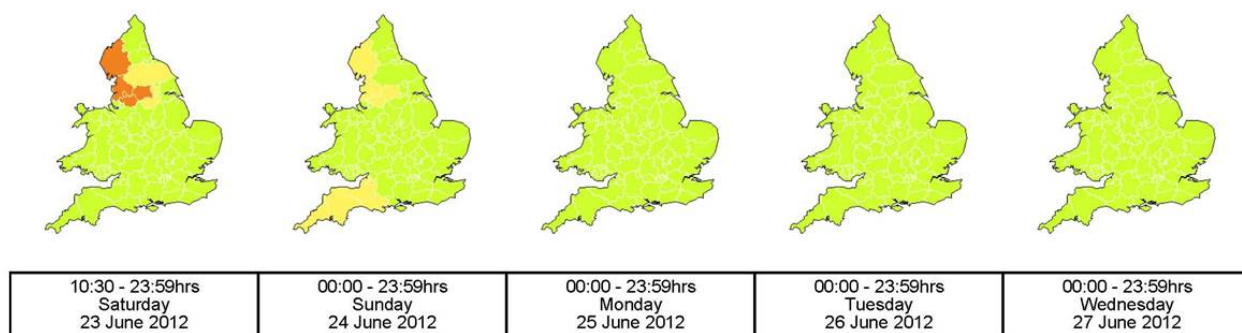 10:30 - 23:59hrs
Saturday
23 June 2012
00:00 - 23:59hrs
Sunday
24 June 2012
00:00 - 23:59hrs
Monday
25 June 2012
00:00 - 23:59hrs
Tuesday
26 June 2012
00:00 - 23:59hrs
Wednesday
27 June 2012